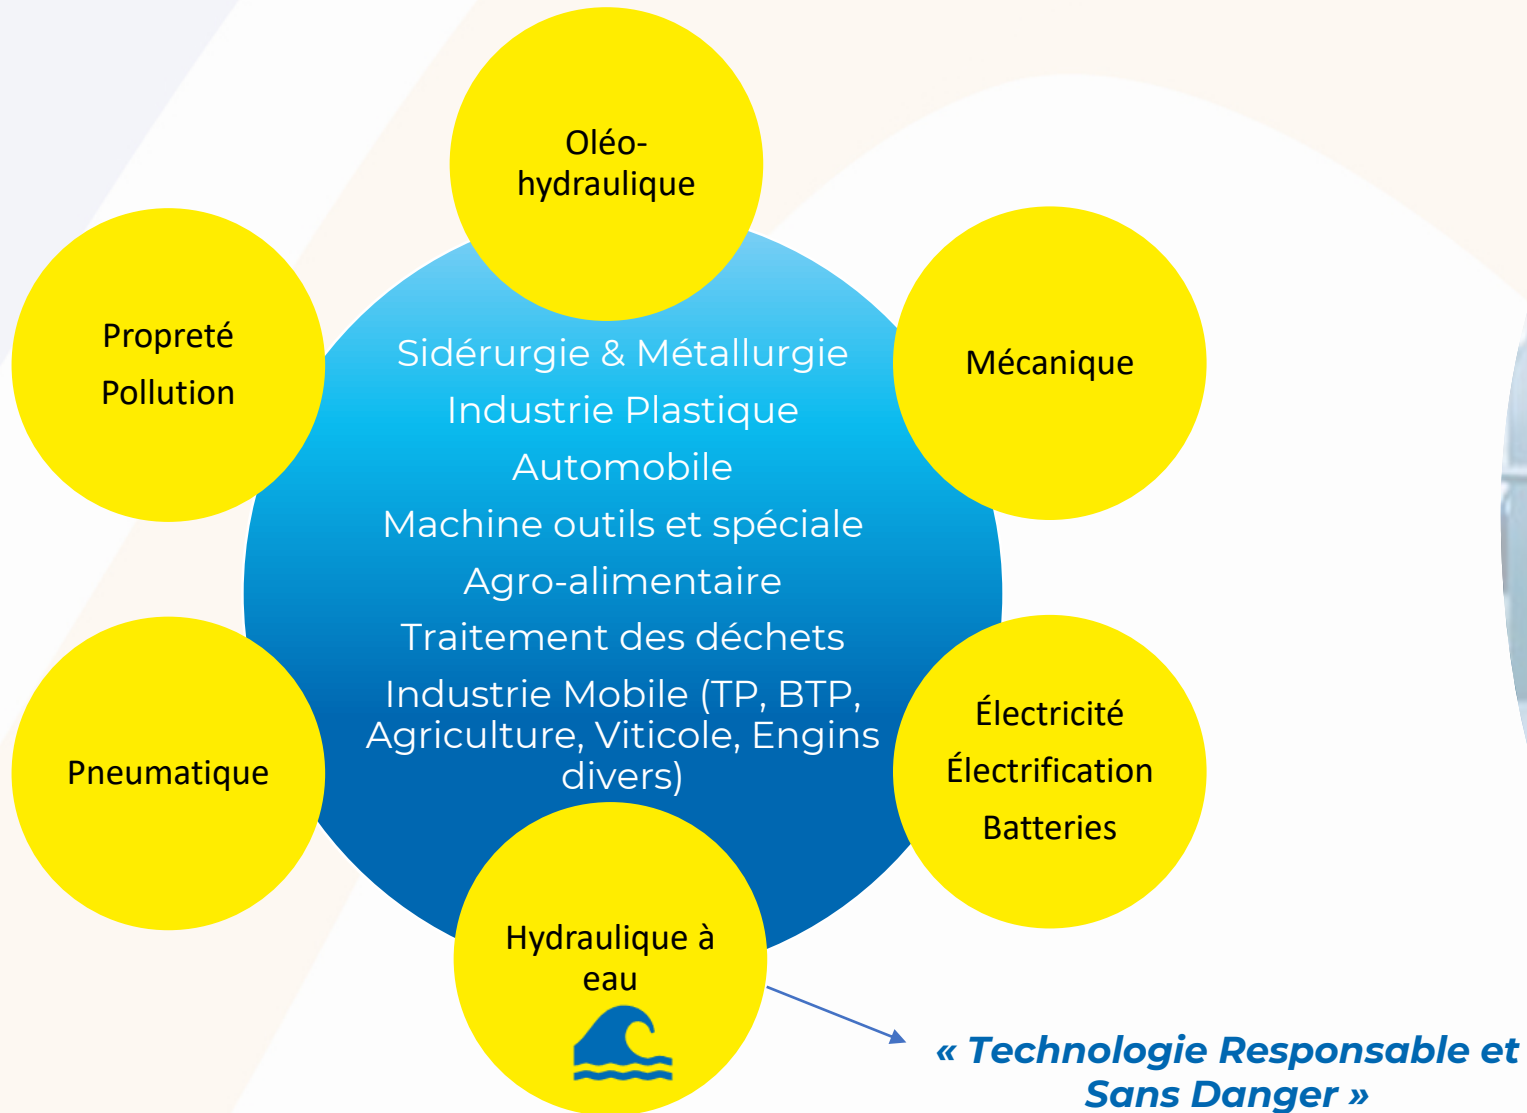 Oléo-
hydraulique
Propreté
Pollution
Mécanique
Sidérurgie & Métallurgie
Industrie Plastique
Automobile
Machine outils et spéciale
Agro-alimentaire
Traitement des déchets
Industrie Mobile (TP, BTP,
Agriculture, Viticole, Engins
divers)
Pneumatique
Électricité
Électrification
Batteries
Hydraulique à
eau
« Technologie Responsable et
Sans Danger »